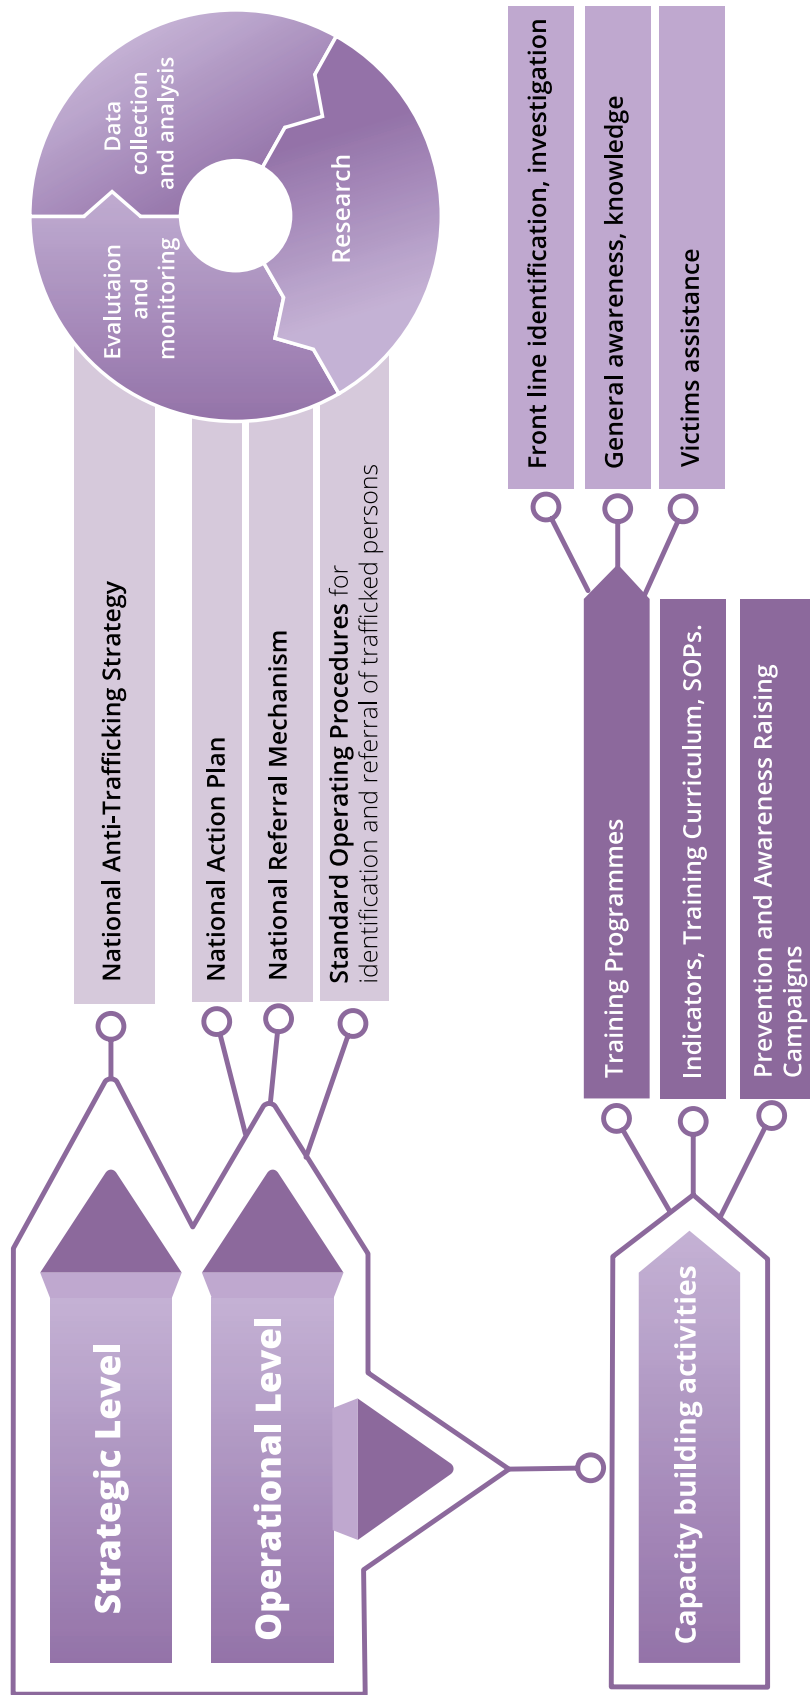 Strategic Level
National Anti-Trafficking Strategy
Operational Level
National Action Plan
National Referral Mechanism
Standard Operating Procedures for
identification and referral of trafficked persons
Evalutaion
and
monitoring
Data
collection
and analysis
Research
Capacity building activities
Training Programmes
Indicators, Training Curriculum, SOPs.
Prevention and Awareness Raising
Campaigns
Front line identification, investigation
General awareness, knowledge
Victims assistance